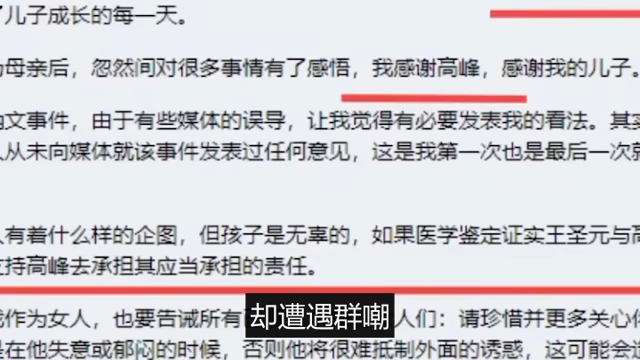 了儿子成长的每一天。
母亲后，忽然间对很多事情有了感悟，我感谢高峰，感谢我的儿子。
文事件，由于有些媒体的误导，让我觉得有必要发表我的看法。其实
从未向媒体就该事件发表过任何意见，这是我第一次也是最后一次就
有着什么样的企图，但孩子是无辜的，如果医学鉴定证实王圣元与高
支持高峰去承担其应当承担的责任。
作为女人，也要告诫所有
人们：请珍惜并更多关心你
却遭遇群嘲
是在他失意或郁闷的时候，否则他将很难抵制外面的诱惑，这可能会